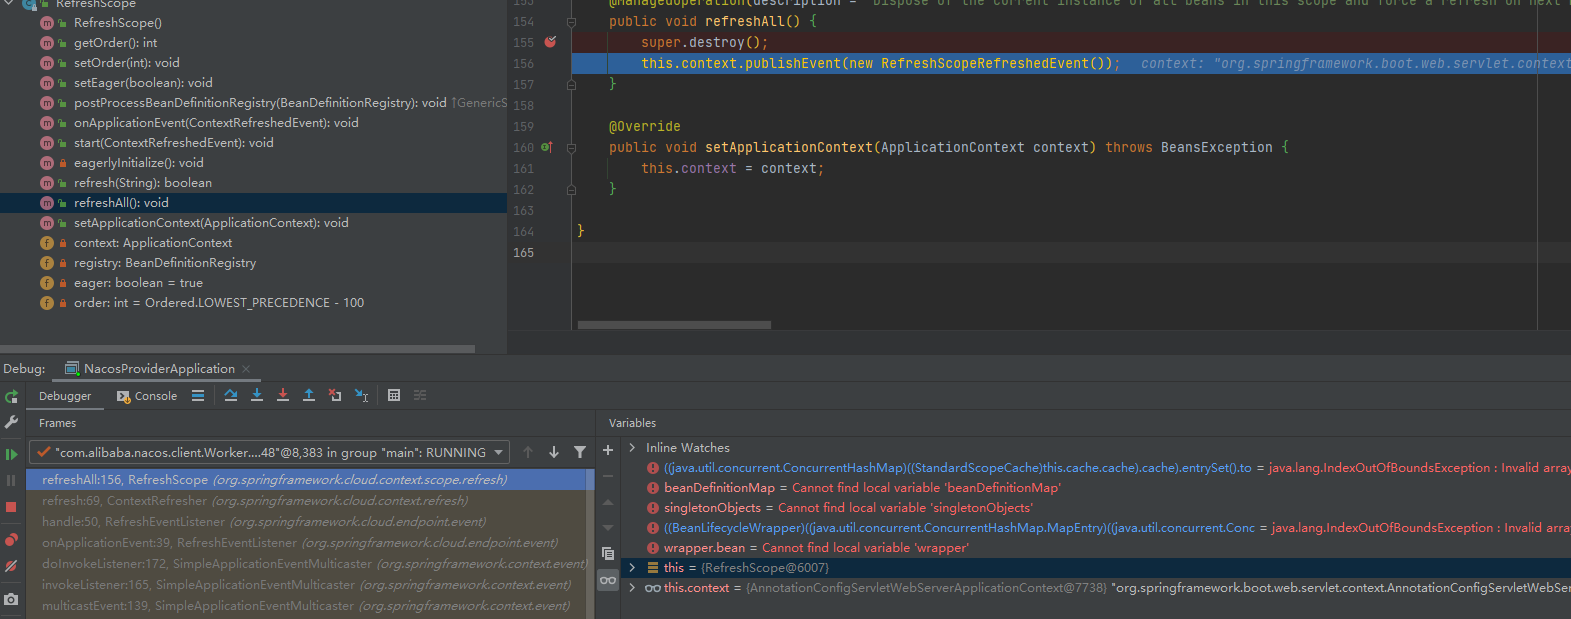 RefreshScope
RefreshScope()
getOrder(): int
setOrder(int): void
setEager(boolean): void
postProcessBeanDefinitionRegistry(BeanDefinitionRegistry): void ↑GenericS
onApplicationEvent(ContextRefreshedEvent): void
start(ContextRefreshedEvent): void
eagerlyInitialize(): void
refresh(String): boolean
refreshAll(): void
setApplicationContext(ApplicationContext): void
context: ApplicationContext
registry: BeanDefinitionRegistry
eager: boolean = true
order: int = Ordered.LOWEST_PRECEDENCE - 100
153 @ManagedOperation(description = "Dispose of the current instance of all beans in this scope and force a refresh on next
154 public void refreshAll() {
155 super.destroy();
156 this.context.publishEvent(new RefreshScopeRefreshedEvent()); context: "org.springframework.boot.web.servlet.context
157 }
158
159 @Override
160 public void setApplicationContext(ApplicationContext context) throws BeansException {
161 this.context = context;
162 }
163
164 }
165
Debug: NacosProviderApplication
Debugger Console
Frames
"com.alibaba.nacos.client.Worker....48"@8,383 in group "main": RUNNING
refreshAll:156, RefreshScope (org.springframework.cloud.context.scope.refresh)
refresh:69, ContextRefresher (org.springframework.cloud.context.refresh)
handle:50, RefreshEventListener (org.springframework.cloud.endpoint.event)
onApplicationEvent:39, RefreshEventListener (org.springframework.cloud.endpoint.event)
doInvokeListener:172, SimpleApplicationEventMulticaster (org.springframework.context.event)
invokeListener:165, SimpleApplicationEventMulticaster (org.springframework.context.event)
multicastEvent:139, SimpleApplicationEventMulticaster (org.springframework.context.event)
Variables
Inline Watches
((java.util.concurrent.ConcurrentHashMap)((StandardScopeCache)this.cache.cache).cache).entrySet().to = java.lang.IndexOutOfBoundsException : Invalid array
beanDefinitionMap = Cannot find local variable 'beanDefinitionMap'
singletonObjects = Cannot find local variable 'singletonObjects'
((BeanLifecycleWrapper)((java.util.concurrent.ConcurrentHashMap.MapEntry)((java.util.concurrent.Conc = java.lang.IndexOutOfBoundsException : Invalid array
wrapper.bean = Cannot find local variable 'wrapper'
this = {RefreshScope@6007}
this.context = {AnnotationConfigServletWebServerApplicationContext@7738} "org.springframework.boot.web.servlet.context.AnnotationConfigServletWebSer